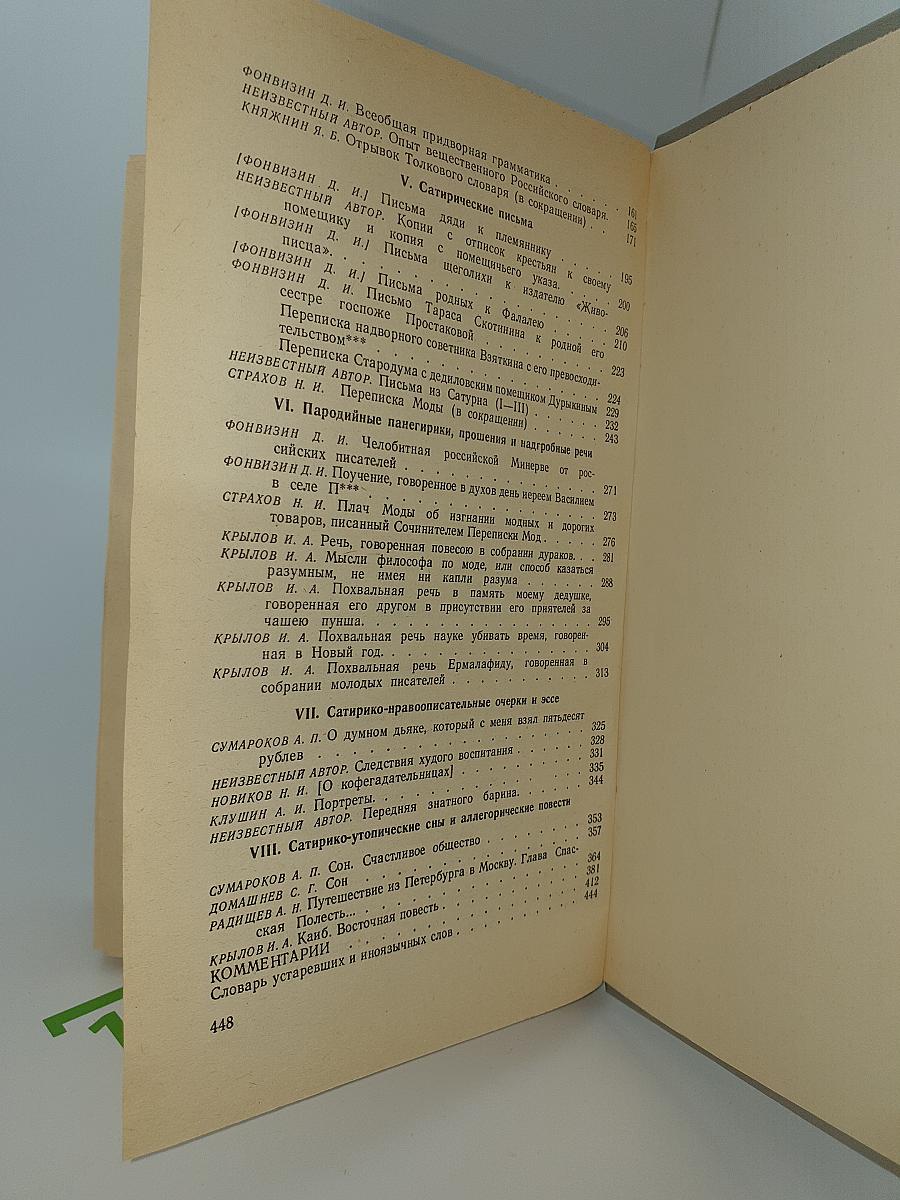 ФОНВИЗИН Д. И. Всеобщая придворная грамматика . . . . . 161
НЕИЗВЕСТНЫЙ АВТОР. Опыт вещественного Российского словаря. 166
КНЯЖНИН Я. Б. Отрывок Толкового словаря (в сокращении) . . 171
V. Сатирические письма
[ФОНВИЗИН Д. И.] Письма дяди к племяннику . . . . . 195
НЕИЗВЕСТНЫЙ АВТОР. Копии с отписок крестьян к своему
помещику и копия с помещичьего указа. . . . . 200
[ФОНВИЗИН Д. И.] Письма щеголихи к издателю «Живо-
писца». . . . . . . . . . . . . . . 206
[ФОНВИЗИН Д. И.] Письма родных к Фалалею . . . . . 210
ФОНВИЗИН Д. И. Письмо Тараса Скотинина к родной его
сестре госпоже Простаковой . . . . . . . 223
Переписка надворного советника Взяткина с его превосходи-
тельством*** . . . . . . . . . . . . 224
Переписка Стародума с дедиловским помещиком Дурыкиным 229
НЕИЗВЕСТНЫЙ АВТОР. Письма из Сатурна (I—III) . . . . . 232
СТРАХОВ Н. И. Переписка Моды (в сокращении) . . . . . . 243
VI. Пародийные панегирики, прошения и надгробные речи
ФОНВИЗИН Д. И. Челобитная российской Минерве от рос-
сийских писателей . . . . . . . . . . . . 271
ФОНВИЗИН Д. И. Поучение, говоренное в духов день иереем Василием
в селе П*** . . . . . . . . . . . . . . 273
СТРАХОВ Н. И. Плач Моды об изгнании модных и дорогих
товаров, писанный Сочинителем Переписки Мод . . . . . 276
КРЫЛОВ И. А. Речь, говоренная повесою в собрании дураков. . . 281
КРЫЛОВ И. А. Мысли философа по моде, или способ казаться
разумным, не имея ни капли разума . . . . . . 288
КРЫЛОВ И. А. Похвальная речь в память моему дедушке,
говоренная его другом в присутствии его приятелей за
чашею пунша. . . . . . . . . . . . . . 295
КРЫЛОВ И. А. Похвальная речь науке убивать время, говорен-
ная в Новый год. . . . . . . . . . . . . 304
КРЫЛОВ И. А. Похвальная речь Ермалафиду, говоренная в
собрании молодых писателей . . . . . . . . . 313
VII. Сатирико-нравоописательные очерки и эссе
СУМАРОКОВ А. П. О думном дьяке, который с меня взял пятьдесят
рублев . . . . . . . . . . . . . . . 325
НЕИЗВЕСТНЫЙ АВТОР. Следствия худого воспитания . . . . . 328
НОВИКОВ Н. И. [О кофегадательницах] . . . . . . . . 331
КЛУШИН А. И. Портреты. . . . . . . . . . . . 335
НЕИЗВЕСТНЫЙ АВТОР. Передняя знатного барина. . . . . . 344
VIII. Сатирико-утопические сны и аллегорические повести
СУМАРОКОВ А. П. Сон. Счастливое общество . . . . . . . 353
ДОМАШНЕВ С. Г. Сон . . . . . . . . . . . . . 357
РАДИЩЕВ А. Н. Путешествие из Петербурга в Москву. Глава Спас-
ская Полесть... . . . . . . . . . . . . . 364
КРЫЛОВ И. А. Каиб. Восточная повесть . . . . . . . . 381
КОММЕНТАРИИ . . . . . . . . . . . . . . . 412
Словарь устаревших и иноязычных слов . . . . . . . . . 444
448